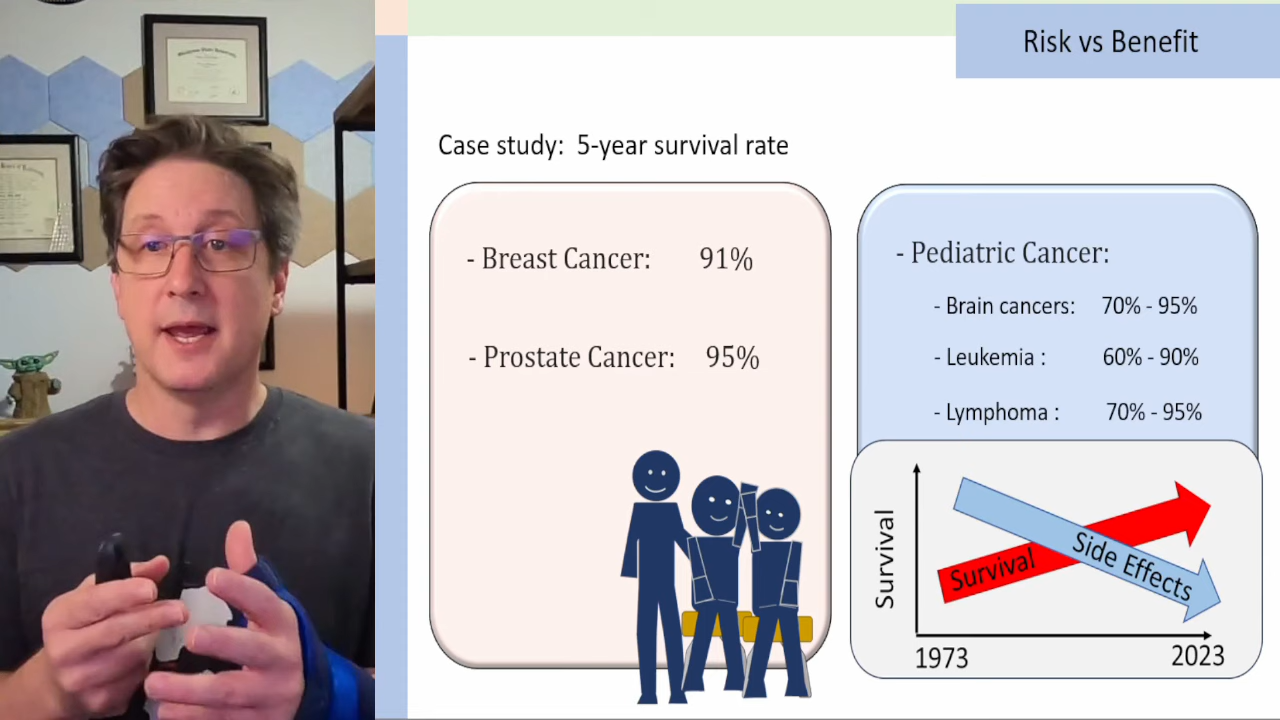 Risk vs Benefit
Case study: 5-year survival rate
- Breast Cancer: 91%
- Prostate Cancer: 95%
- Pediatric Cancer:
- Brain cancers: 70% - 95%
- Leukemia : 60% - 90%
- Lymphoma : 70% - 95%
Survival
Survival
Side Effects
1973
2023